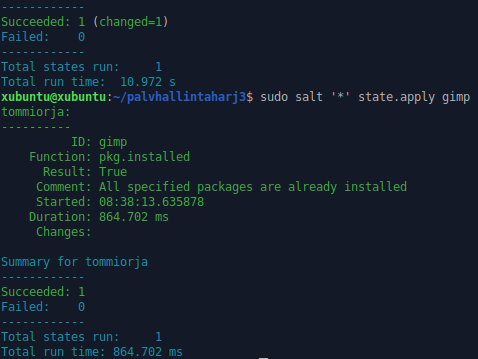 ------------
Succeeded: 1 (changed=1)
Failed:    0
------------
Total states run:     1
Total run time:  10.972 s
xubuntu@xubuntu:~/palvhallintaharj3$ sudo salt '*' state.apply gimp
tommiorja:
----------
          ID: gimp
    Function: pkg.installed
      Result: True
     Comment: All specified packages are already installed
     Started: 08:38:13.635878
    Duration: 864.702 ms
     Changes:

Summary for tommiorja
------------
Succeeded: 1
Failed:    0
------------
Total states run:     1
Total run time: 864.702 ms